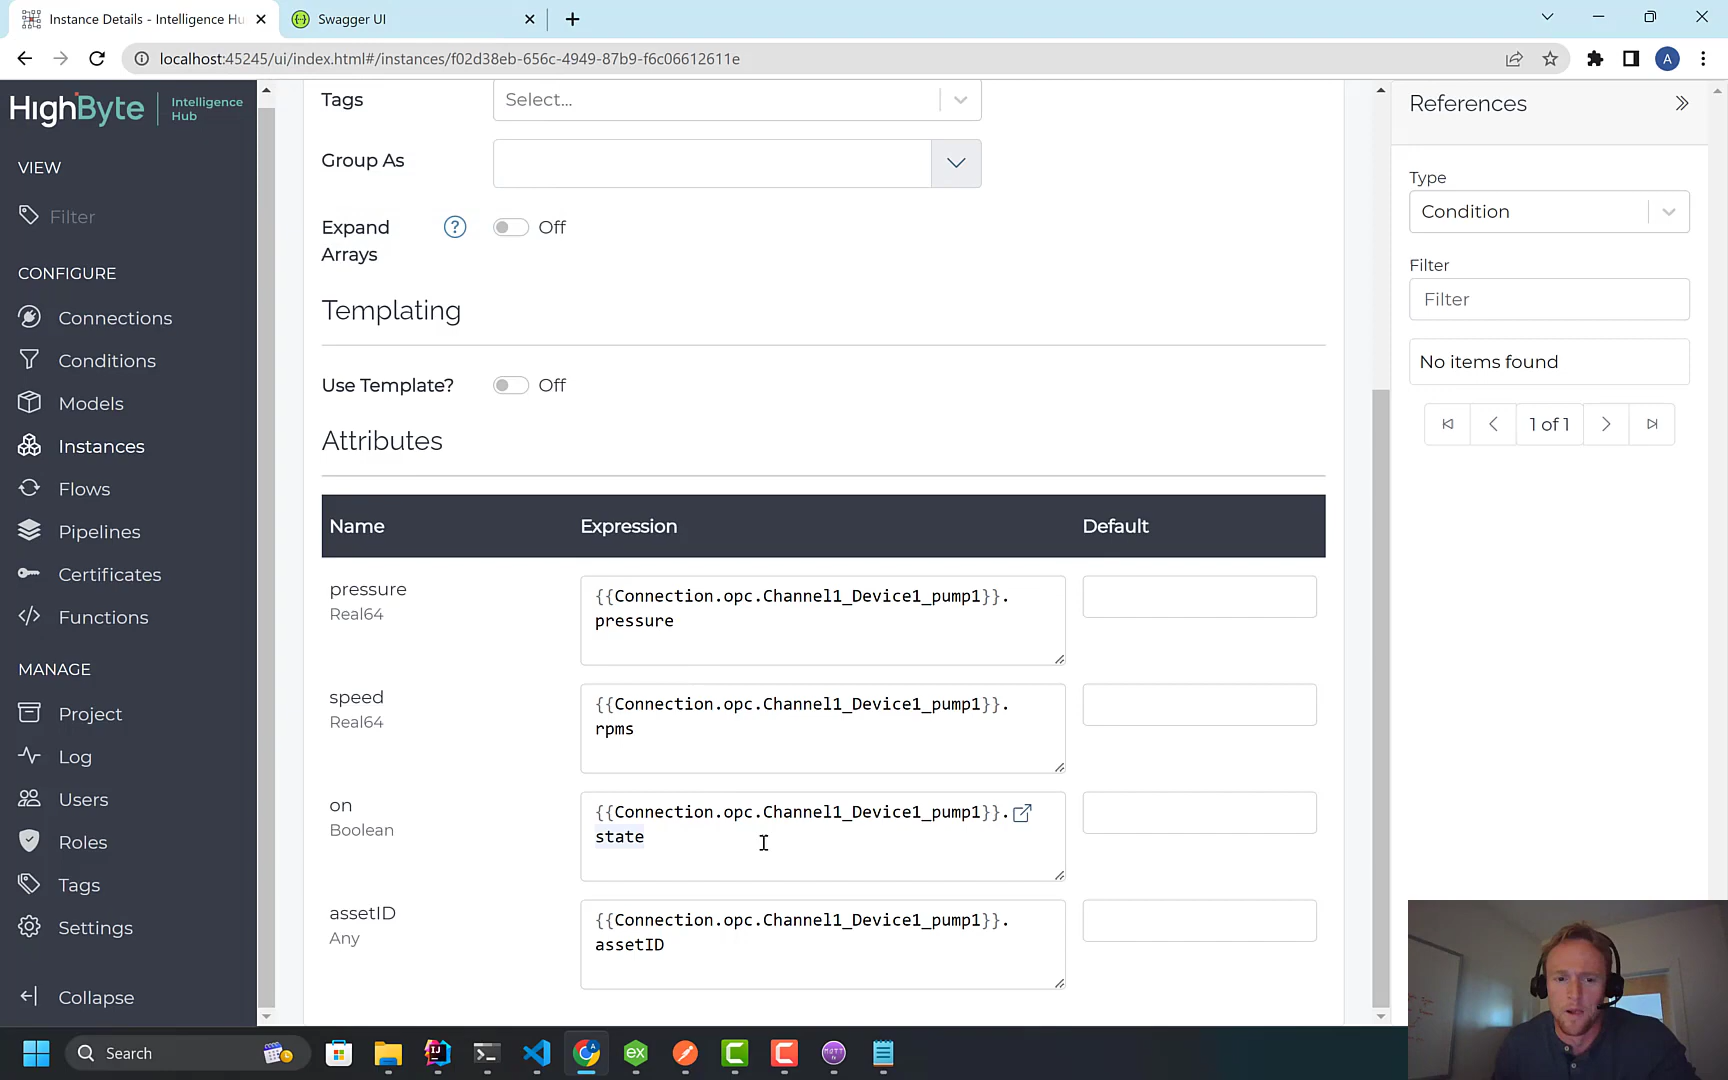 Instance Details - Intelligence Hu
Swagger UI
localhost:45245/ui/index.html#/instances/f02d38eb-656c-4949-87b9-f6c06612611e
A
HighByte
Intelligence
Hub
VIEW
Filter
CONFIGURE
Connections
Conditions
Models
Instances
Flows
Pipelines
Certificates
Functions
MANAGE
Project
Log
Users
Roles
Tags
Settings
Collapse
Tags
Select...
Group As
Expand
Arrays
?
Off
Templating
Use Template?
Off
Attributes
Name
Expression
Default
pressure
Real64
{{Connection.opc.Channel1_Device1_pump1}}.
pressure
speed
Real64
{{Connection.opc.Channel1_Device1_pump1}}.
rpms
on
Boolean
{{Connection.opc.Channel1_Device1_pump1}}.
state
assetID
Any
{{Connection.opc.Channel1_Device1_pump1}}.
assetID
References
Type
Condition
Filter
Filter
No items found
1 of 1
Search